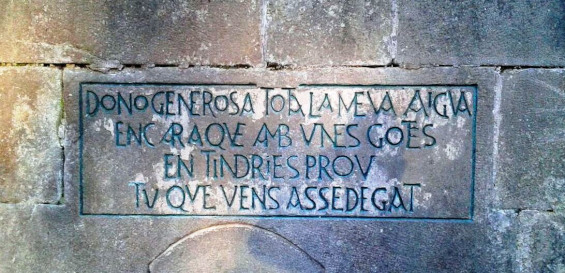 DONO GENEROSA TOTA LA MEVA AIGUA
ENCARA QUE AMB UNES GOTES
EN TINDRIES PROU
TU QUE VENS ASSEDEGAT